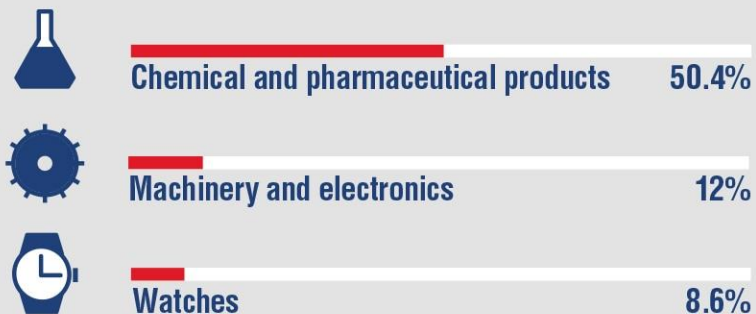 Chemical and pharmaceutical products 50.4%
Machinery and electronics 12%
Watches 8.6%